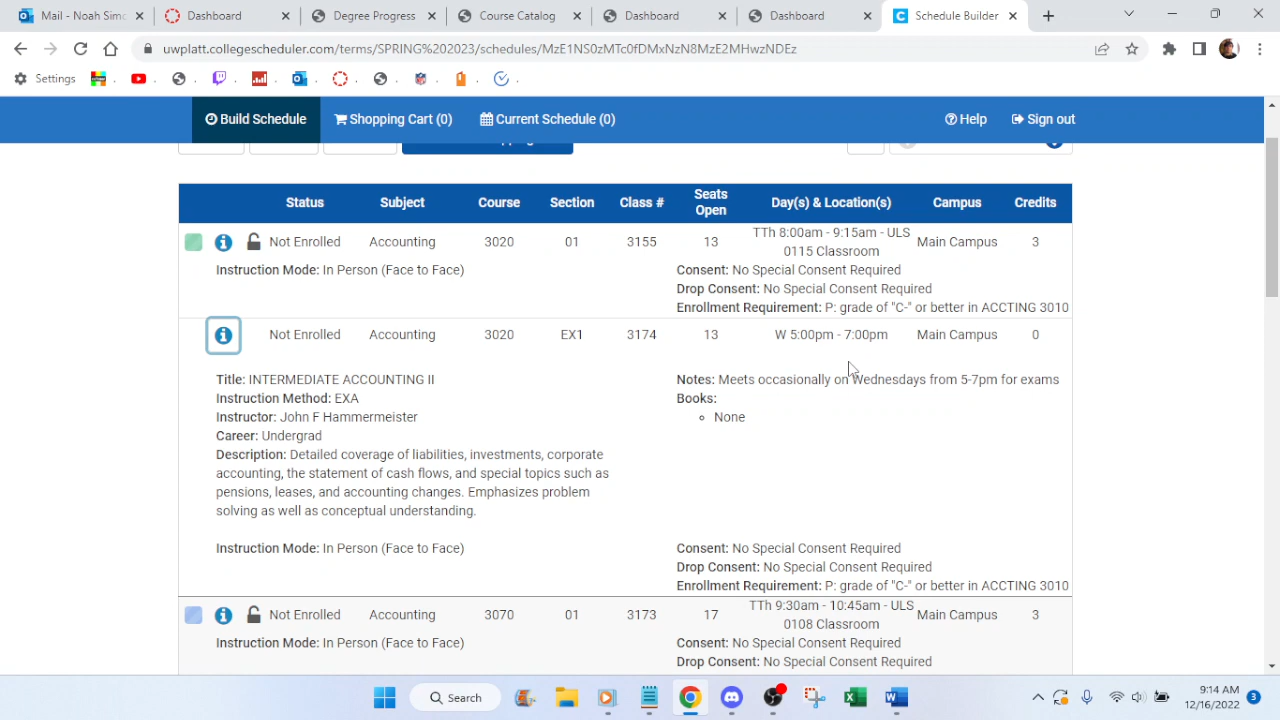 Mail - Noah Sim
Dashboard
Degree Progress
Course Catalog
Dashboard
Dashboard
Schedule Builder
uwplatt.collegescheduler.com/terms/SPRING%202023/schedules/MzE1NS0zMTc0fDMxNzN8MzE2MHwzNDEz
Settings
Build Schedule
Shopping Cart (0)
Current Schedule (0)
Help
Sign out
Status Subject Course Section Class # Seats Open Day(s) & Location(s) Campus Credits
Not Enrolled Accounting 3020 01 3155 13 TTh 8:00am - 9:15am - ULS Main Campus 3
0115 Classroom
Instruction Mode: In Person (Face to Face)
Consent: No Special Consent Required
Drop Consent: No Special Consent Required
Enrollment Requirement: P: grade of "C-" or better in ACCTING 3010
Not Enrolled Accounting 3020 EX1 3174 13 W 5:00pm - 7:00pm Main Campus 0
Title: INTERMEDIATE ACCOUNTING II
Instruction Method: EXA
Instructor: John F Hammermeister
Career: Undergrad
Description: Detailed coverage of liabilities, investments, corporate
accounting, the statement of cash flows, and special topics such as
pensions, leases, and accounting changes. Emphasizes problem
solving as well as conceptual understanding.
Notes: Meets occasionally on Wednesdays from 5-7pm for exams
Books:
None
Instruction Mode: In Person (Face to Face)
Consent: No Special Consent Required
Drop Consent: No Special Consent Required
Enrollment Requirement: P: grade of "C-" or better in ACCTING 3010
Not Enrolled Accounting 3070 01 3173 17 TTh 9:30am - 10:45am - ULS Main Campus 3
0108 Classroom
Instruction Mode: In Person (Face to Face)
Consent: No Special Consent Required
Drop Consent: No Special Consent Required
Search
9:14 AM
12/16/2022
3